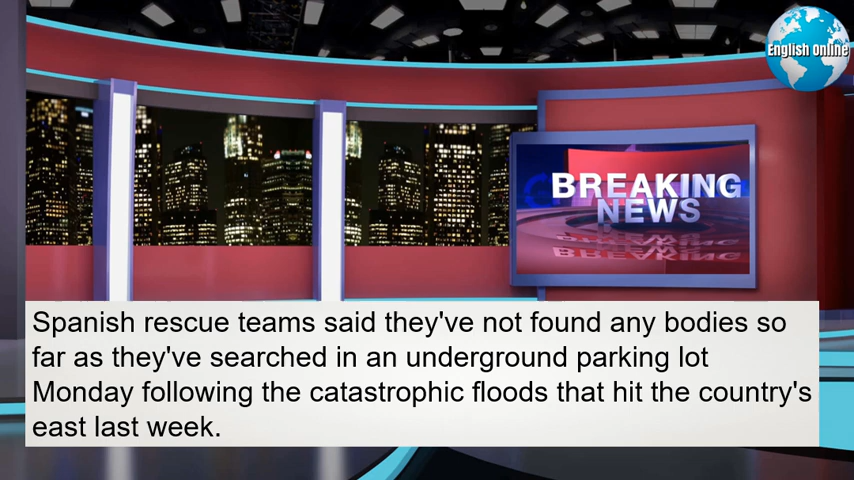 English online
BREAKING
NEWS
Spanish rescue teams said they've not found any bodies so
far as they've searched in an underground parking lot
Monday following the catastrophic floods that hit the country's
east last week.